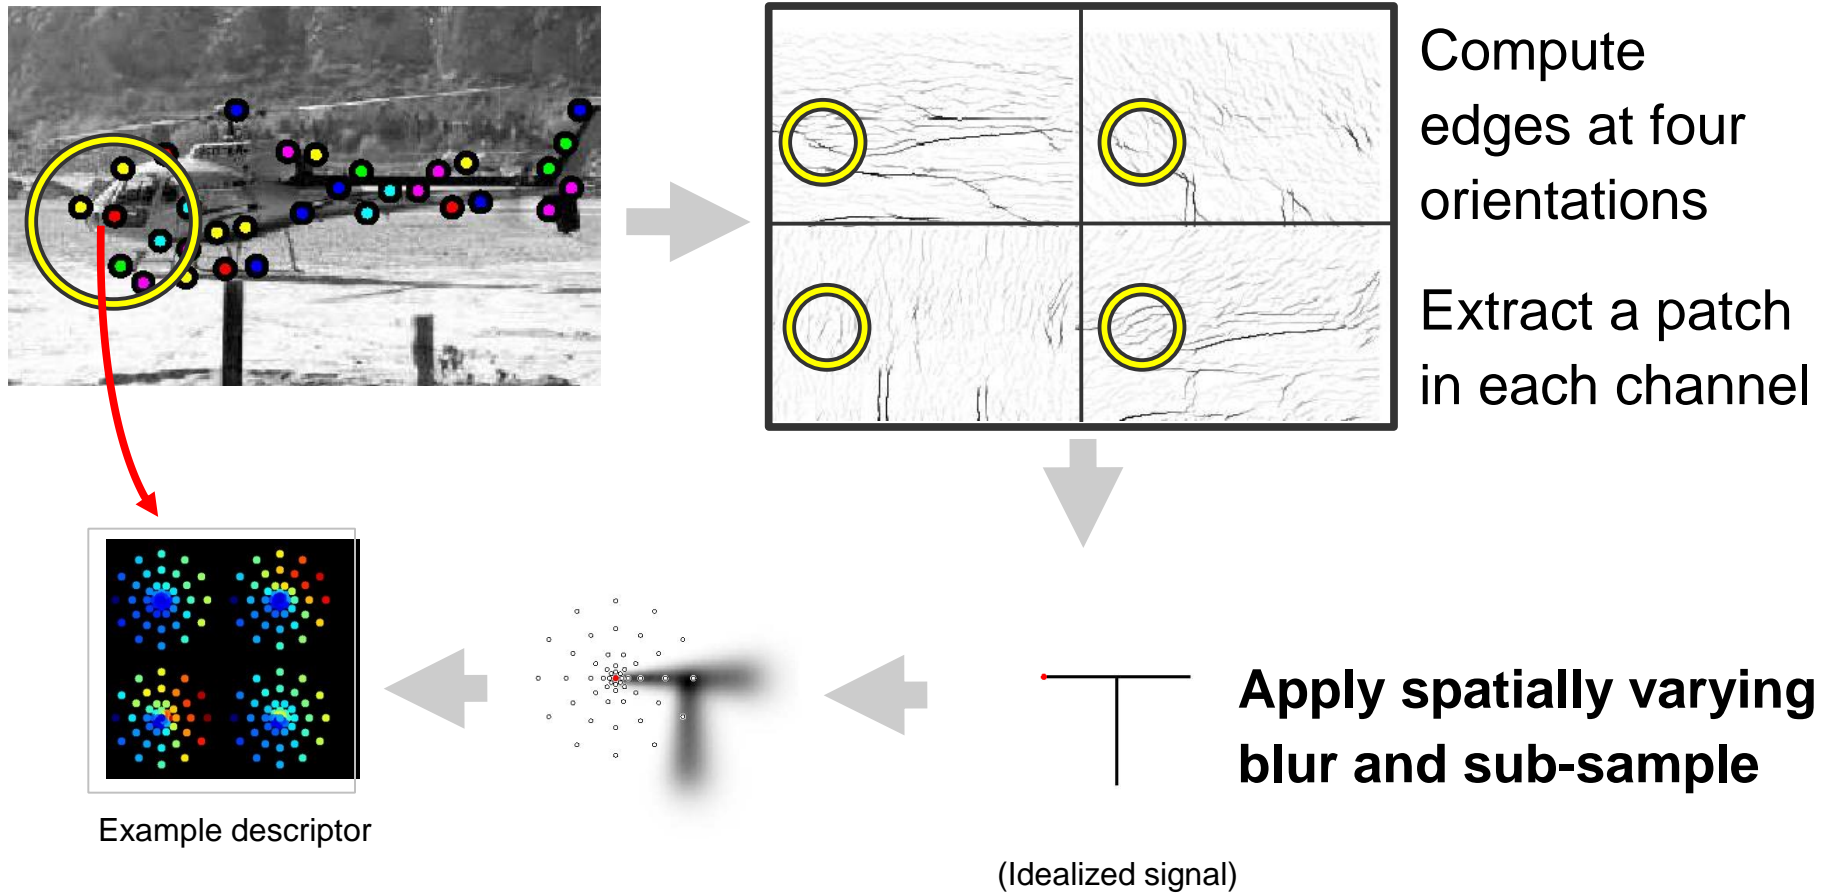 Compute
edges at four
orientations
Extract a patch
in each channel
Apply spatially varying
blur and sub-sample
Example descriptor
(Idealized signal)